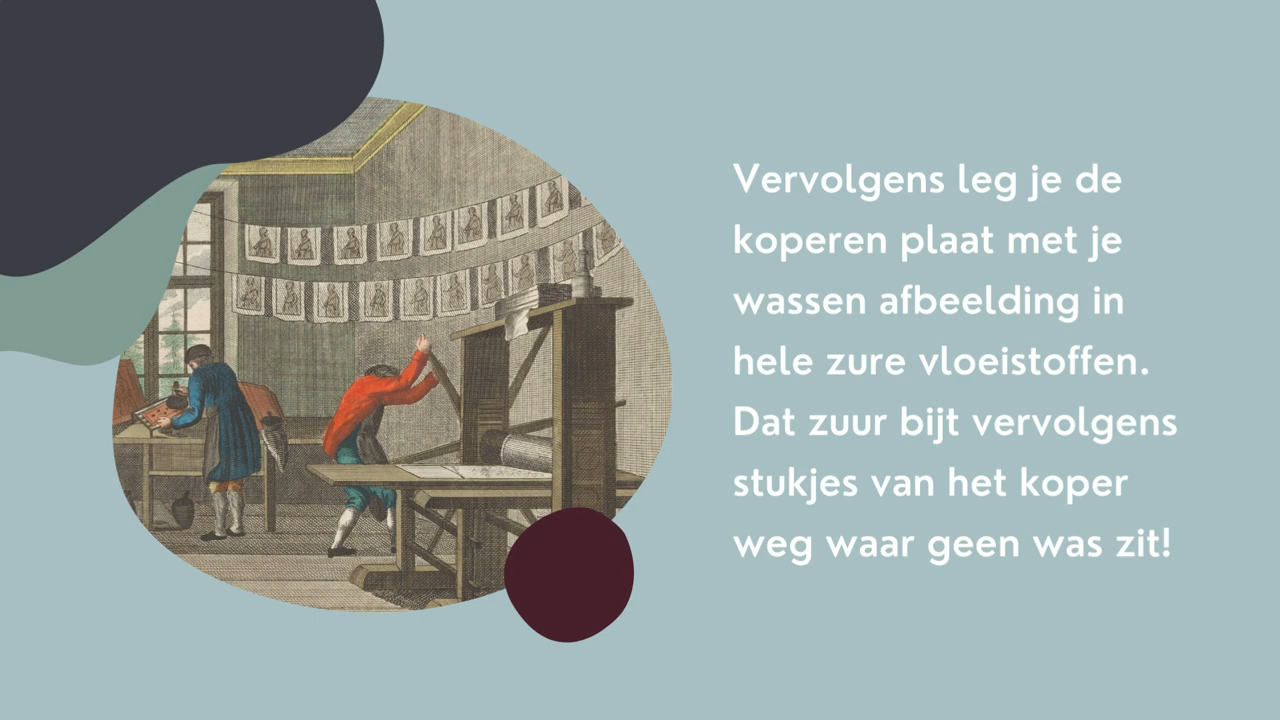 Vervolgens leg je de
koperen plaat met je
wassen afbeelding in
hele zure vloeistoffen.
Dat zuur bijt vervolgens
stukjes van het koper
weg waar geen was zit!